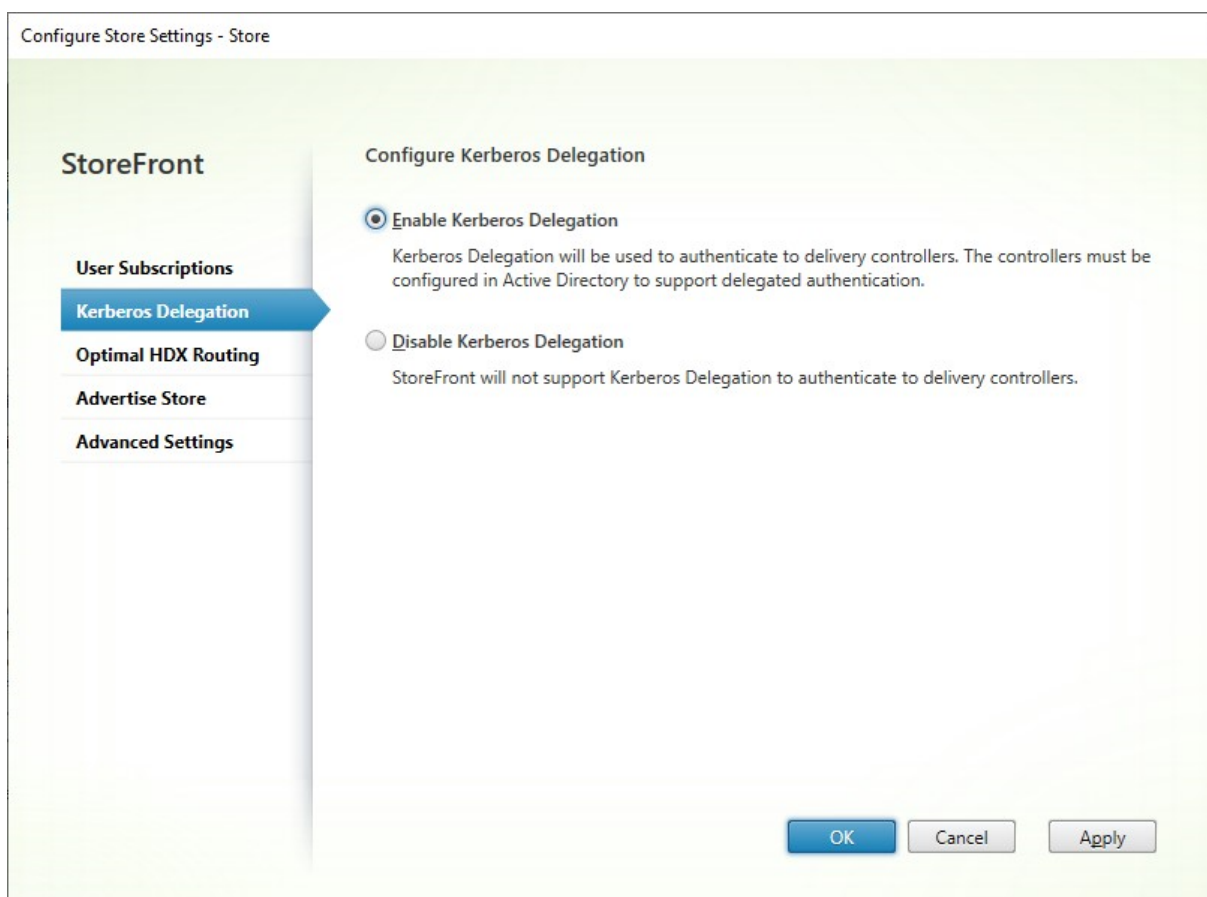 Configure Store Settings - Store
StoreFront
User Subscriptions
Kerberos Delegation
Optimal HDX Routing
Advertise Store
Advanced Settings
Configure Kerberos Delegation
Enable Kerberos Delegation
Kerberos Delegation will be used to authenticate to delivery controllers. The controllers must be
configured in Active Directory to support delegated authentication.
Disable Kerberos Delegation
StoreFront will not support Kerberos Delegation to authenticate to delivery controllers.
OK
Cancel
Apply